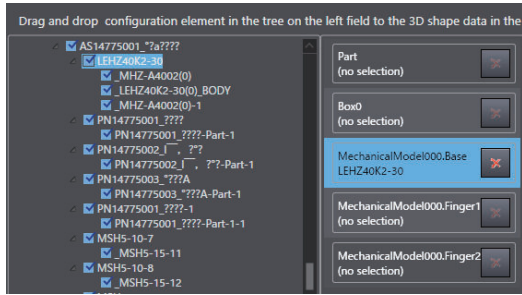 Drag and drop configuration element in the tree on the left field to the 3D shape data in the
AS14775001_"?a????
LEHZ40K2-30
_MHZ-A4002(0)
_LEHZ40K2-30(0)_BODY
_MHZ-A4002(0)-1
PN14775001_????
PN14775001_????-Part-1
PN14775002_|¯, ?"?
PN14775002_|¯, ?"?-Part-1
PN14775003_"???A
PN14775003_"???A-Part-1
PN14775001_????-1
PN14775001_????-Part-1-1
MSH5-10-7
_MSH5-15-11
MSH5-10-8
_MSH5-15-12
Part
(no selection)
Box0
(no selection)
MechanicalModel000.Base
LEHZ40K2-30
MechanicalModel000.Finger1
(no selection)
MechanicalModel000.Finger2
(no selection)